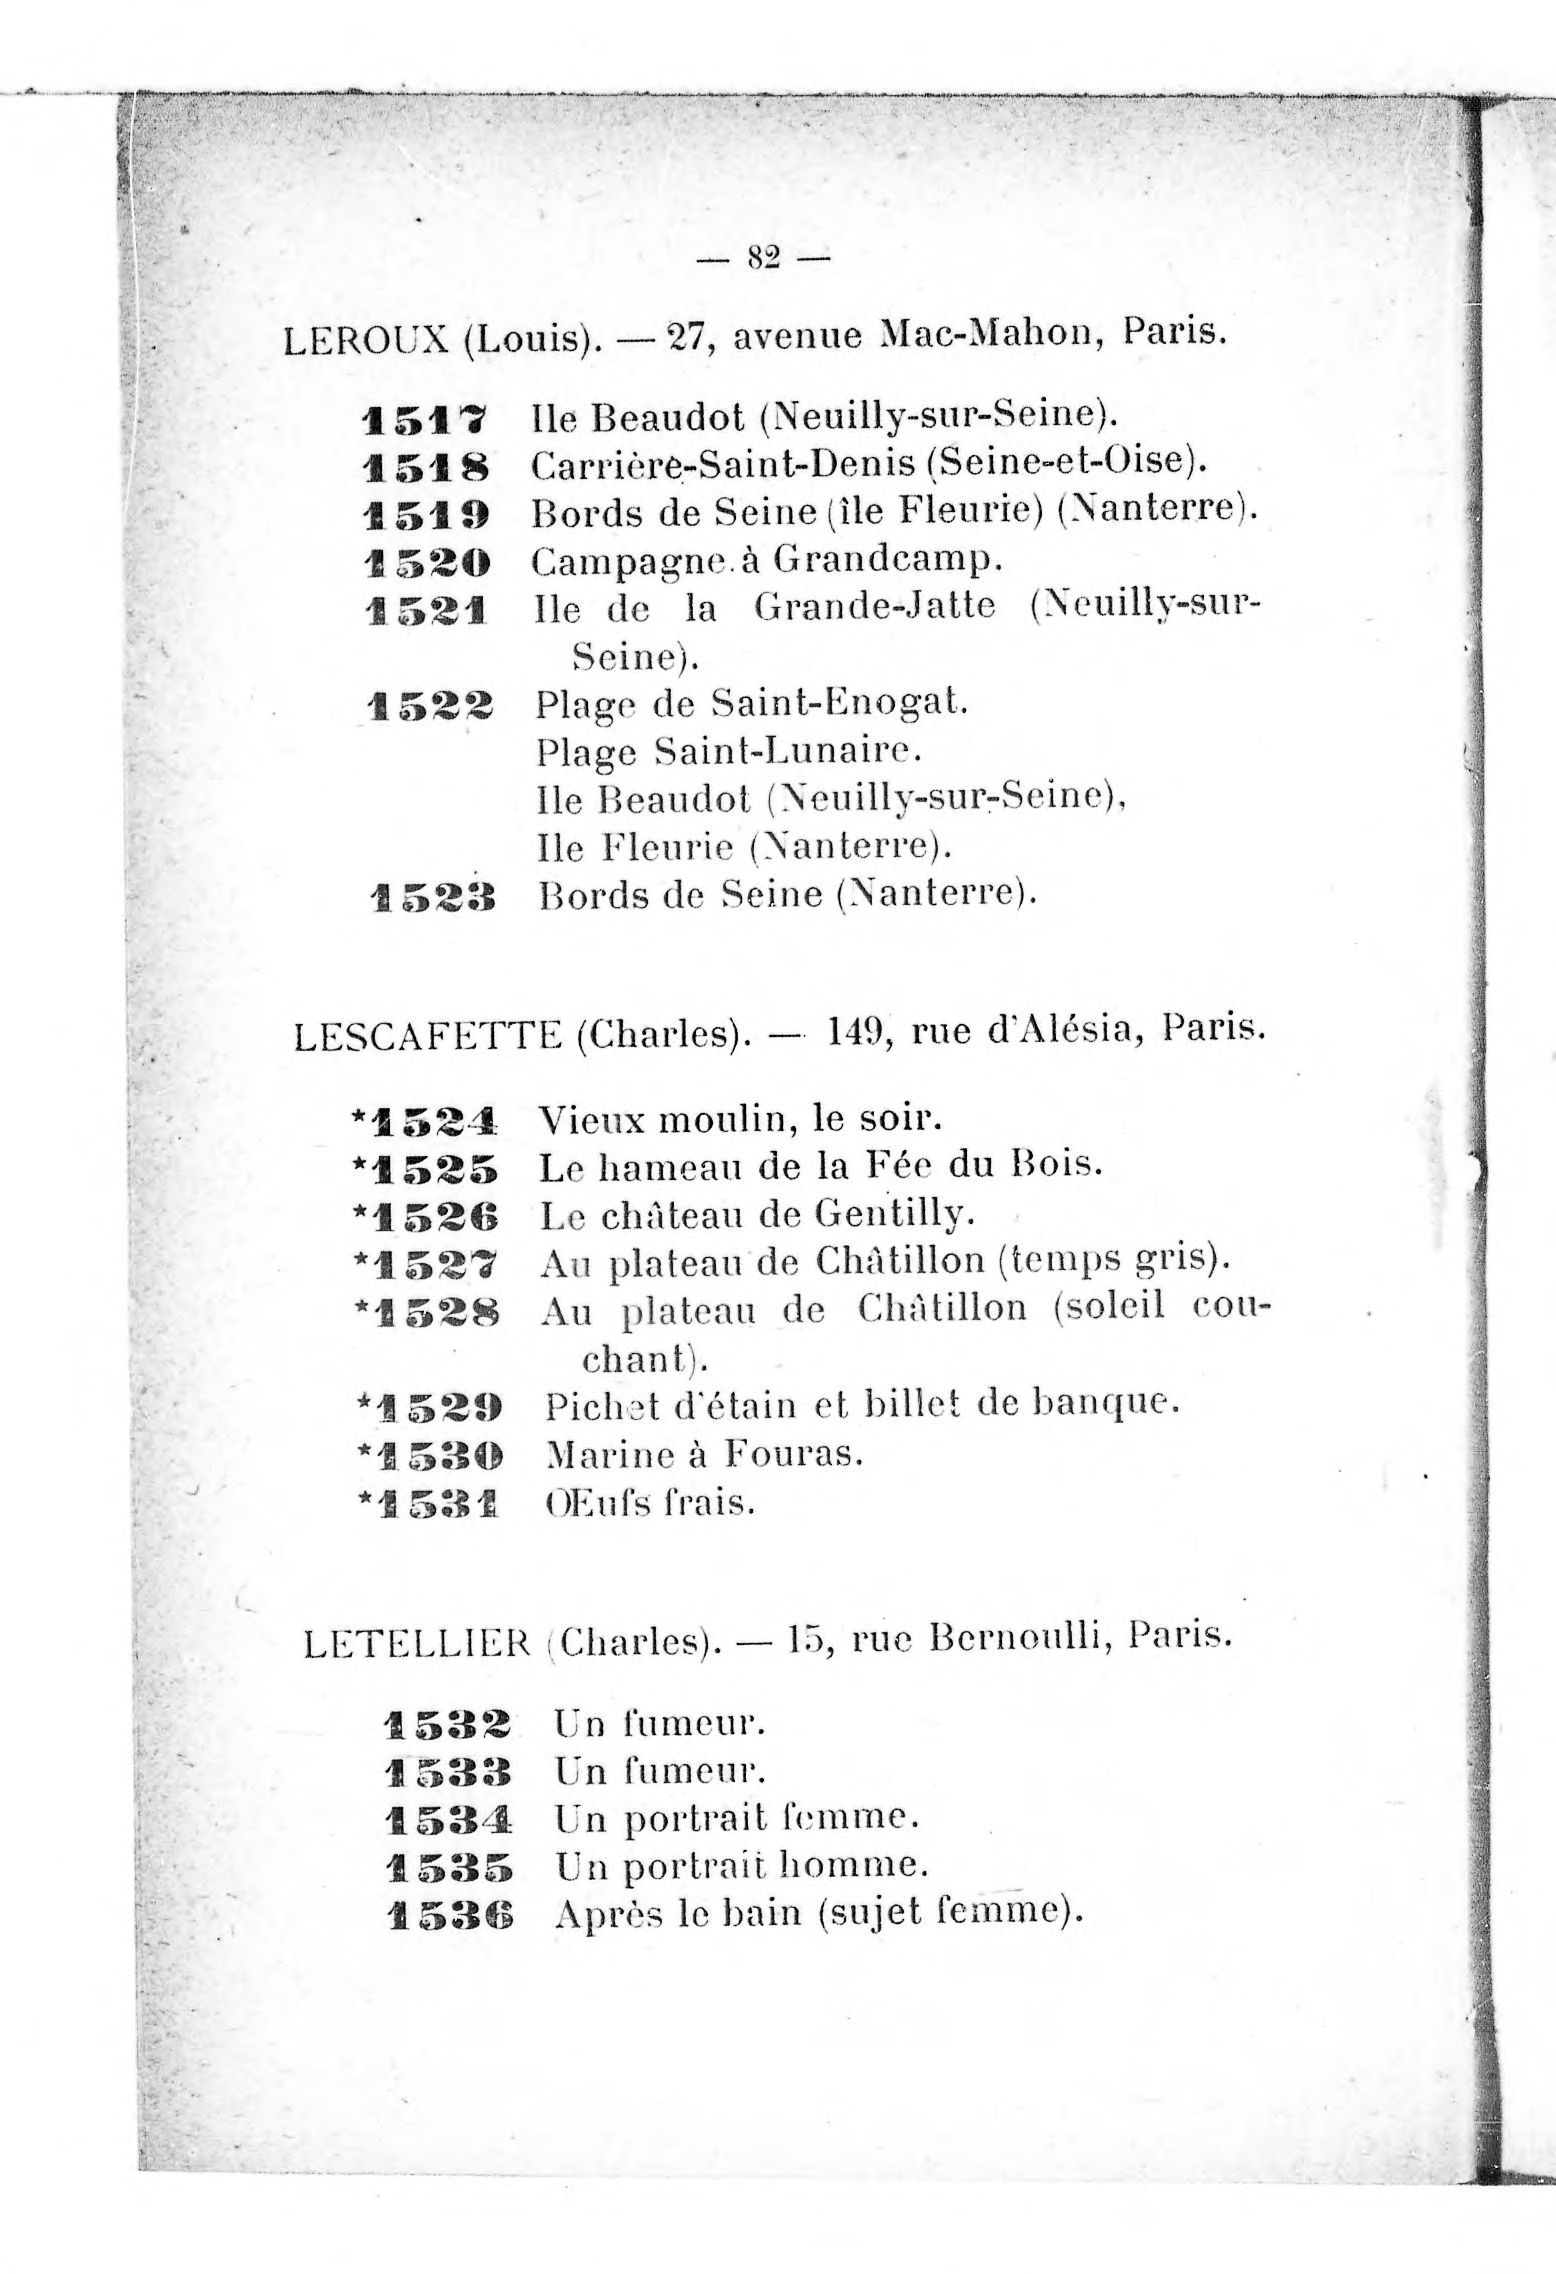 — 82 —
LEROUX (Louis). — 27, avenue Mac-Mahon, Paris.
1517 Ile Beaudot (Neuilly-sur-Seine).
1518 Carrière-Saint-Denis (Seine-et-Oise).
1519 Bords de Seine (île Fleurie) (Nanterre).
1520 Campagne à Grandcamp.
1521 Ile de la Grande-Jatte (Neuilly-sur-
Seine).
1522 Plage de Saint-Enogat.
Plage Saint-Lunaire.
Ile Beaudot (Neuilly-sur-Seine),
Ile Fleurie (Nanterre).
1523 Bords de Seine (Nanterre).
LESCAFETTE (Charles). — 149, rue d'Alésia, Paris.
*1524 Vieux moulin, le soir.
*1525 Le hameau de la Fée du Bois.
*1526 Le château de Gentilly.
*1527 Au plateau de Châtillon (temps gris).
*1528 Au plateau de Châtillon (soleil cou-
chant).
*1529 Pichet d'étain et billet de banque.
*1530 Marine à Fouras.
*1531 OEufs frais.
LETELLIER (Charles). — 15, rue Bernoulli, Paris.
1532 Un fumeur.
1533 Un fumeur.
1534 Un portrait femme.
1535 Un portrait homme.
1536 Après le bain (sujet femme).